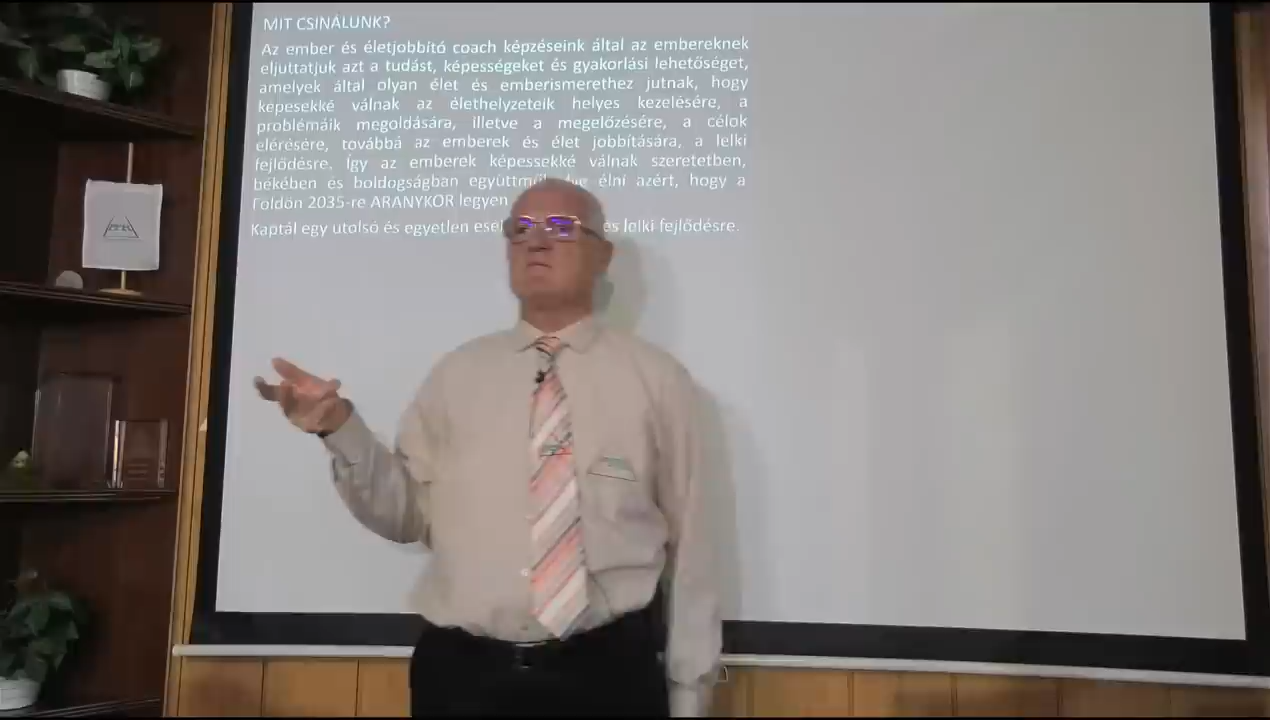 MIT CSINÁLUNK?
Az ember és életjobbító coach képzéseink által az embereknek
eljuttatjuk azt a tudást, képességeket és gyakorlási lehetőséget,
amelyek által olyan élet és emberismerethez jutnak, hogy
képesekké válnak az élethelyzeteik helyes kezelésére, a
problémáik megoldására, illetve a megelőzésére, a célok
elérésére, továbbá az emberek és élet jobbítására, a lelki
fejlődésre. Így az emberek képessekké válnak szeretetben,
békében és boldogságban élni azért, hogy a
Földön 2035-re ARANYKOR legyen
Kaptál egy utolsó és egyetlen és lelki fejlődésre.